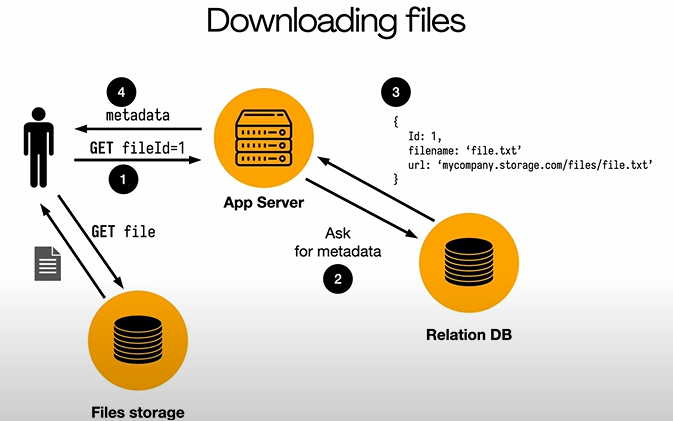 Downloading files
4
metadata
GET fileId=1
1
App Server
3
{
Id: 1,
filename: ‘file.txt’
url: ‘mycompany.storage.com/files/file.txt’
}
GET file
Ask
for metadata
2
Relation DB
Files storage